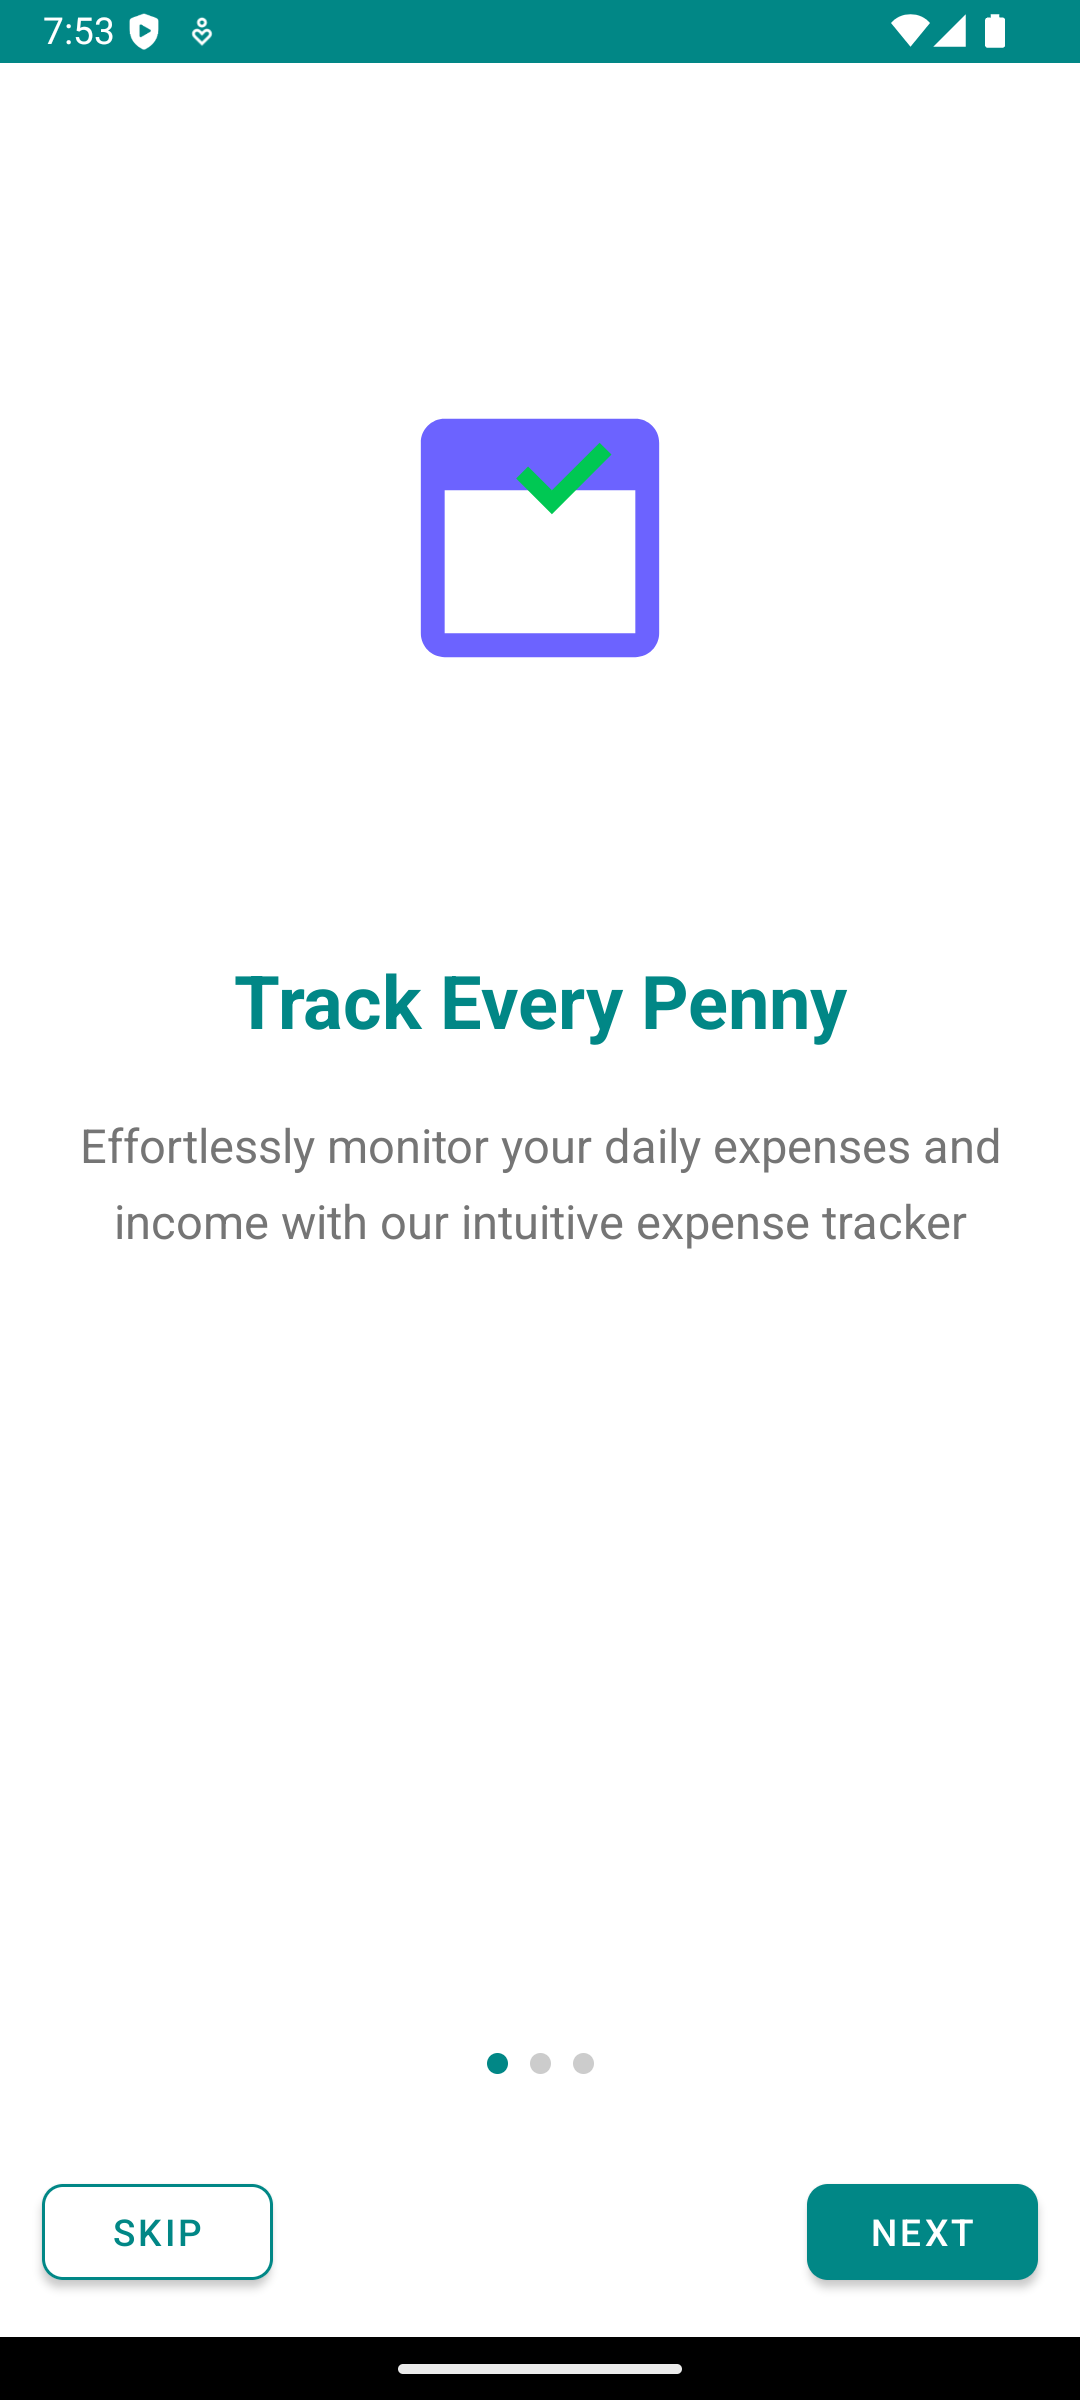 7:53
Track Every Penny
Effortlessly monitor your daily expenses and
income with our intuitive expense tracker
SKIP
NEXT